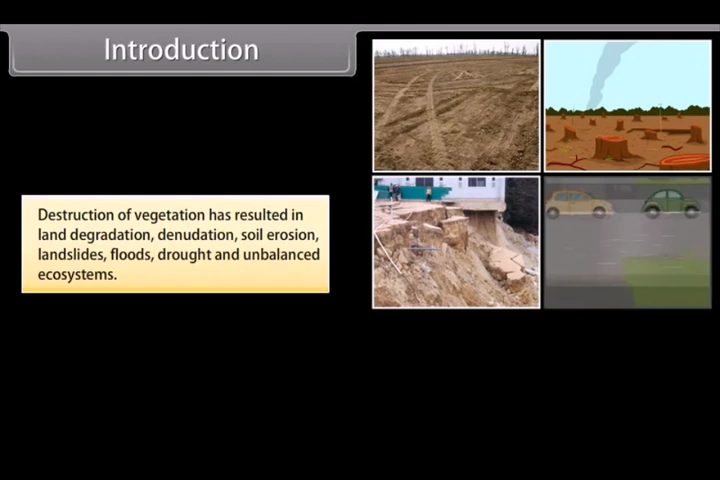 Introduction
Destruction of vegetation has resulted in
land degradation, denudation, soil erosion,
landslides, floods, drought and unbalanced
ecosystems.